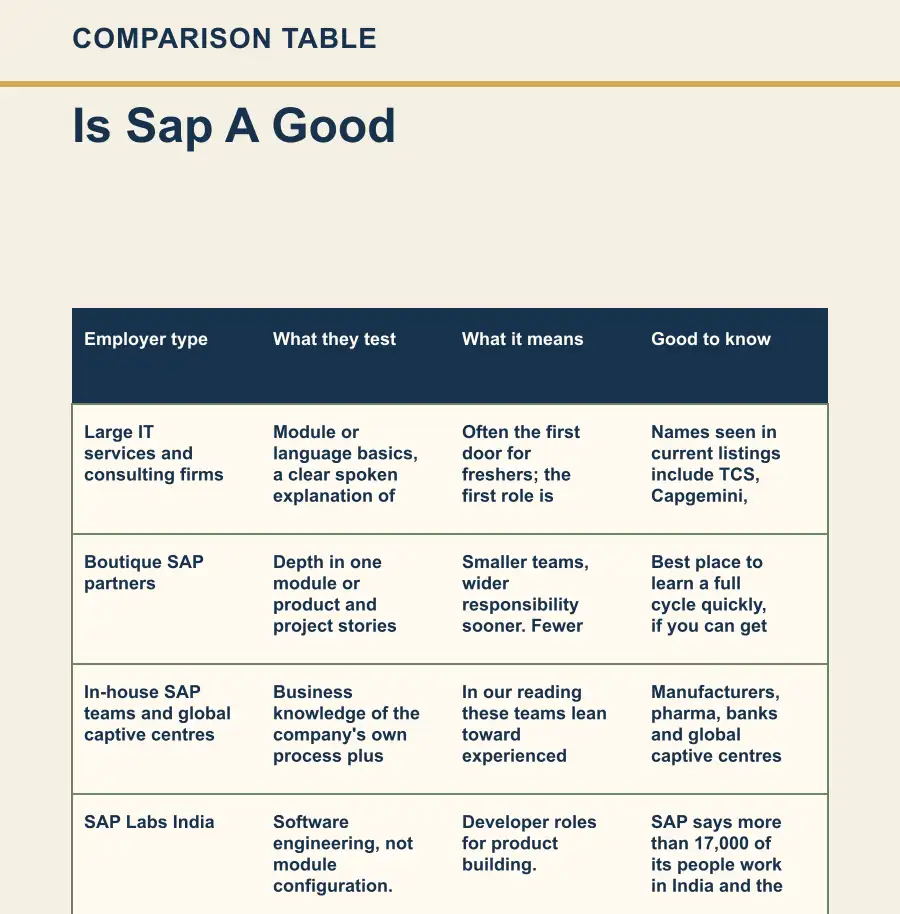 COMPARISON TABLE
Is Sap A Good
Employer type
What they test
What it means
Good to know
Large IT
services and
consulting firms
Module or
language basics,
a clear spoken
explanation of
Often the first
door for
freshers; the
first role is
Names seen in
current listings
include TCS,
Capgemini,
Boutique SAP
partners
Depth in one
module or
product and
project stories
Smaller teams,
wider
responsibility
sooner. Fewer
Best place to
learn a full
cycle quickly,
if you can get
In-house SAP
teams and global
captive centres
Business
knowledge of the
company's own
process plus
In our reading
these teams lean
toward
experienced
Manufacturers,
pharma, banks
and global
captive centres
SAP Labs India
Software
engineering, not
module
configuration.
Developer roles
for product
building.
SAP says more
than 17,000 of
its people work
in India and the